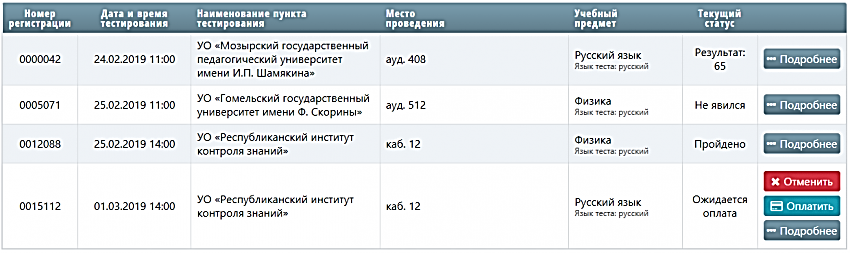 Номер регистрации
Дата и время тестирования
Наименование пункта тестирования
Место проведения
Учебный предмет
Текущий статус
0000042
24.02.2019 11:00
УО «Мозырский государственный
педагогический университет
имени И.П. Шамякина»
ауд. 408
Русский язык
Язык теста: русский
Результат:
65
Подробнее
0005071
25.02.2019 11:00
УО «Гомельский государственный
университет имени Ф. Скорины»
ауд. 512
Физика
Язык теста: русский
Не явился
Подробнее
0012088
25.02.2019 14:00
УО «Республиканский институт
контроля знаний»
каб. 12
Физика
Язык теста: русский
Пройдено
Подробнее
0015112
01.03.2019 14:00
УО «Республиканский институт
контроля знаний»
каб. 12
Русский язык
Язык теста: русский
Ожидается
оплата
Отменить
Оплатить
Подробнее